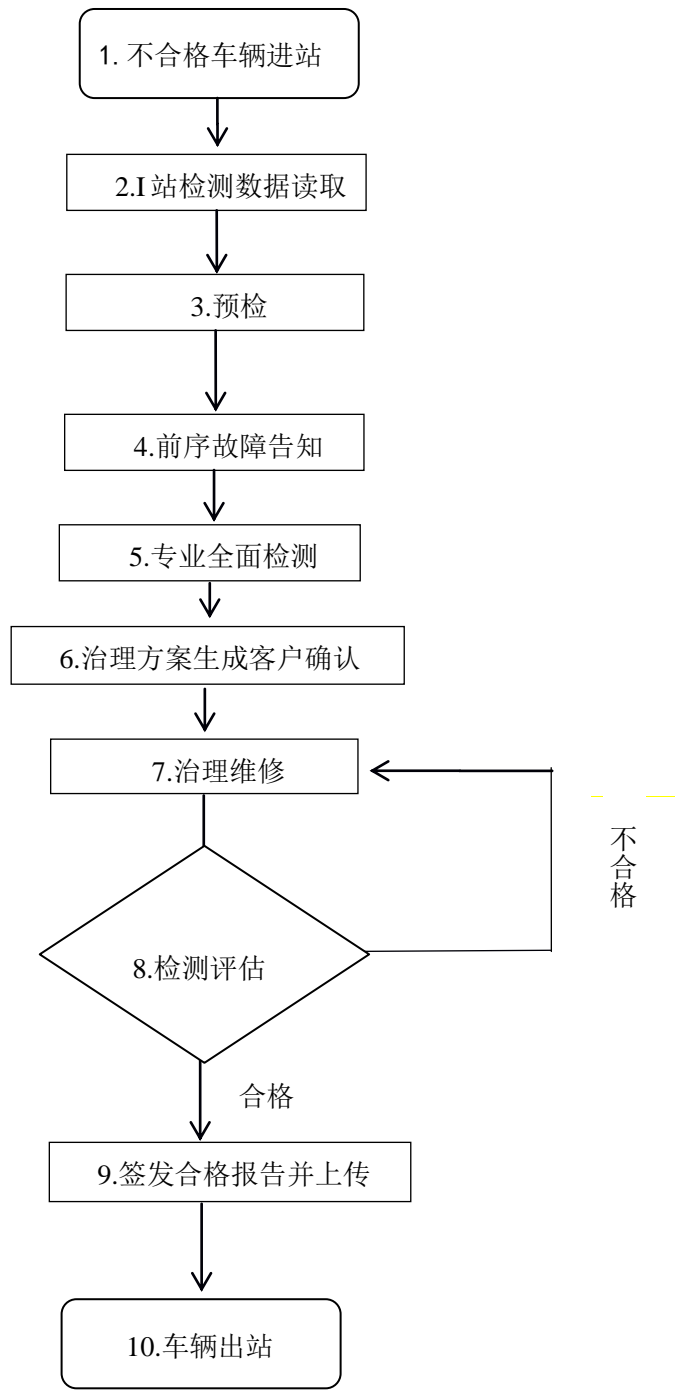 1. 不合格车辆进站
2.I 站检测数据读取
3.预检
4.前序故障告知
5.专业全面检测
6.治理方案生成客户确认
7.治理维修
不合格
8.检测评估
合格
9.签发合格报告并上传
10.车辆出站